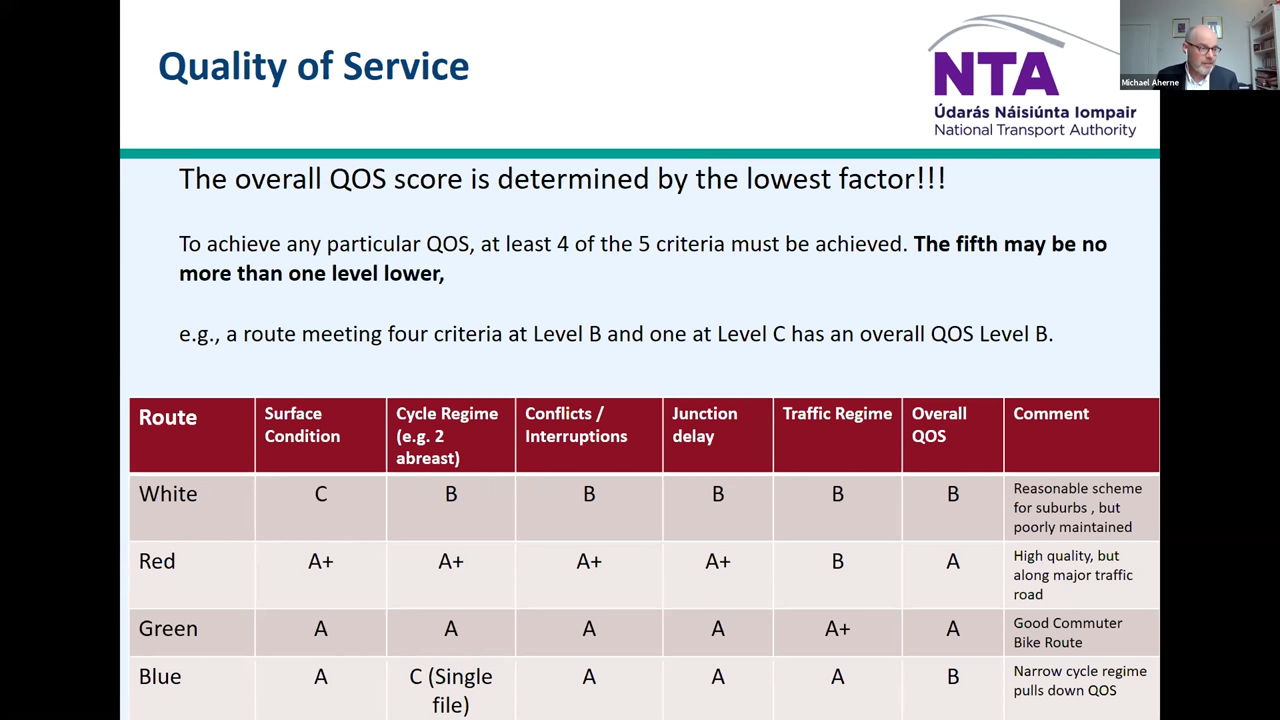 Quality of Service
NTA
Údarás Náisiúnta Iompair
National Transport Authority
Michael Aherne
The overall QOS score is determined by the lowest factor!!!
To achieve any particular QOS, at least 4 of the 5 criteria must be achieved. The fifth may be no
more than one level lower,
e.g., a route meeting four criteria at Level B and one at Level C has an overall QOS Level B.
Route
Surface
Condition
Cycle Regime
(e.g. 2
abreast)
Conflicts /
Interruptions
Junction
delay
Traffic Regime
Overall
QOS
Comment
White
C
B
B
B
B
B
Reasonable scheme
for suburbs , but
poorly maintained
Red
A+
A+
A+
A+
B
A
High quality, but
along major traffic
road
Green
A
A
A
A
A+
A
Good Commuter
Bike Route
Blue
A
C (Single
file)
A
A
A
B
Narrow cycle regime
pulls down QOS